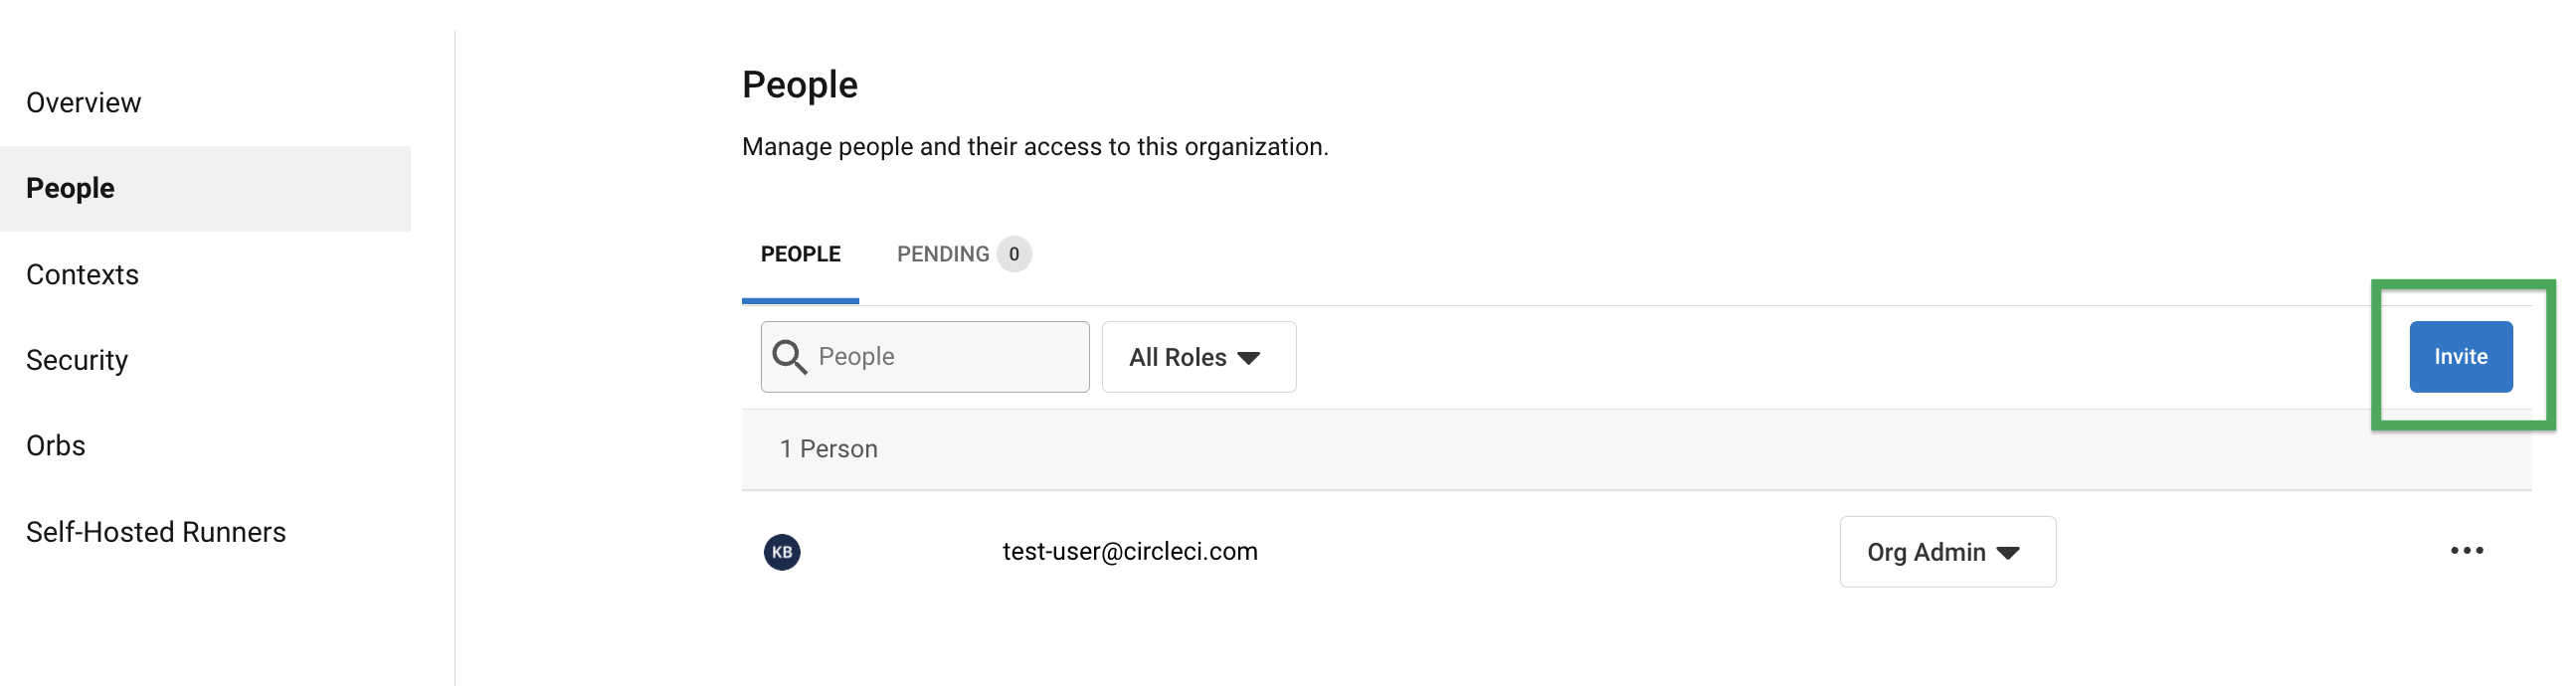 Overview
People
Contexts
Security
Orbs
Self-Hosted Runners
People
Manage people and their access to this organization.
PEOPLE PENDING 0
People All Roles Invite
1 Person
KB test-user@circleci.com Org Admin